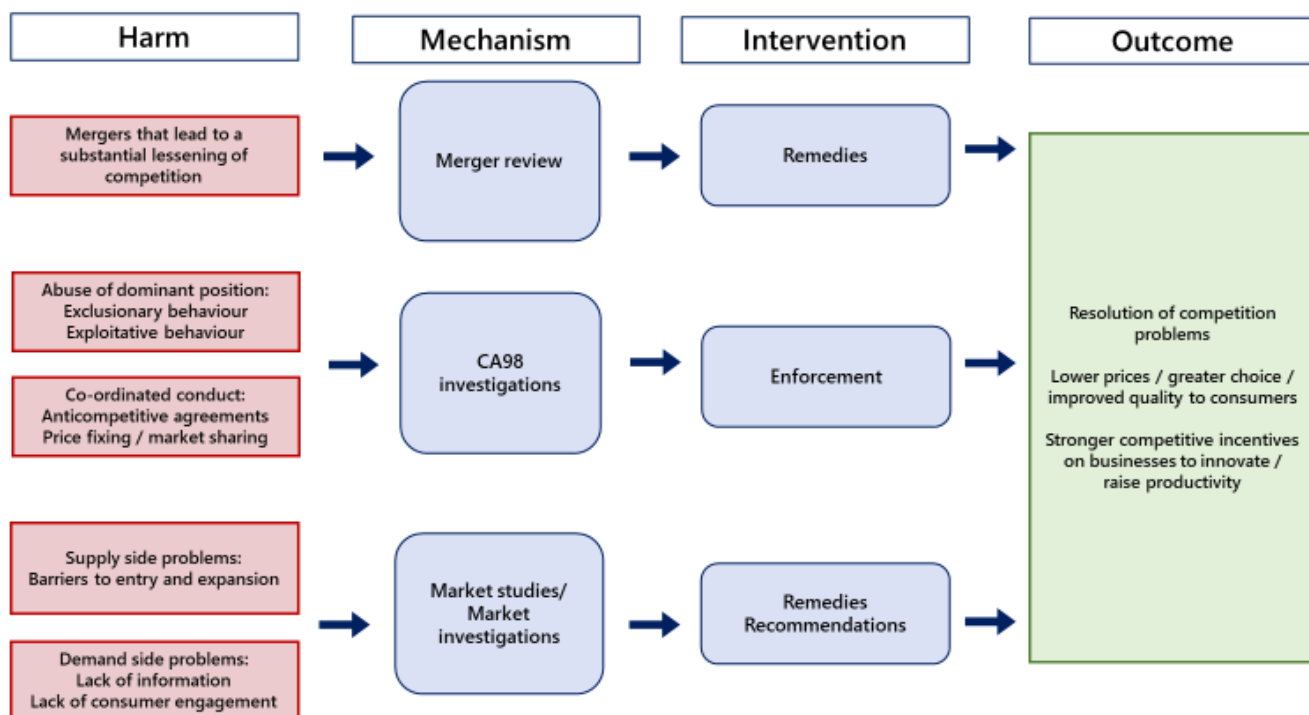 Harm
Mechanism
Intervention
Outcome
Mergers that lead to a
substantial lessening of
competition
Merger review
Remedies
Abuse of dominant position:
Exclusionary behaviour
Exploitative behaviour
Co-ordinated conduct:
Anticompetitive agreements
Price fixing / market sharing
CA98
investigations
Enforcement
Supply side problems:
Barriers to entry and expansion
Demand side problems:
Lack of information
Lack of consumer engagement
Market studies/
Market
investigations
Remedies
Recommendations
Resolution of competition
problems
Lower prices / greater choice /
improved quality to consumers
Stronger competitive incentives
on businesses to innovate /
raise productivity